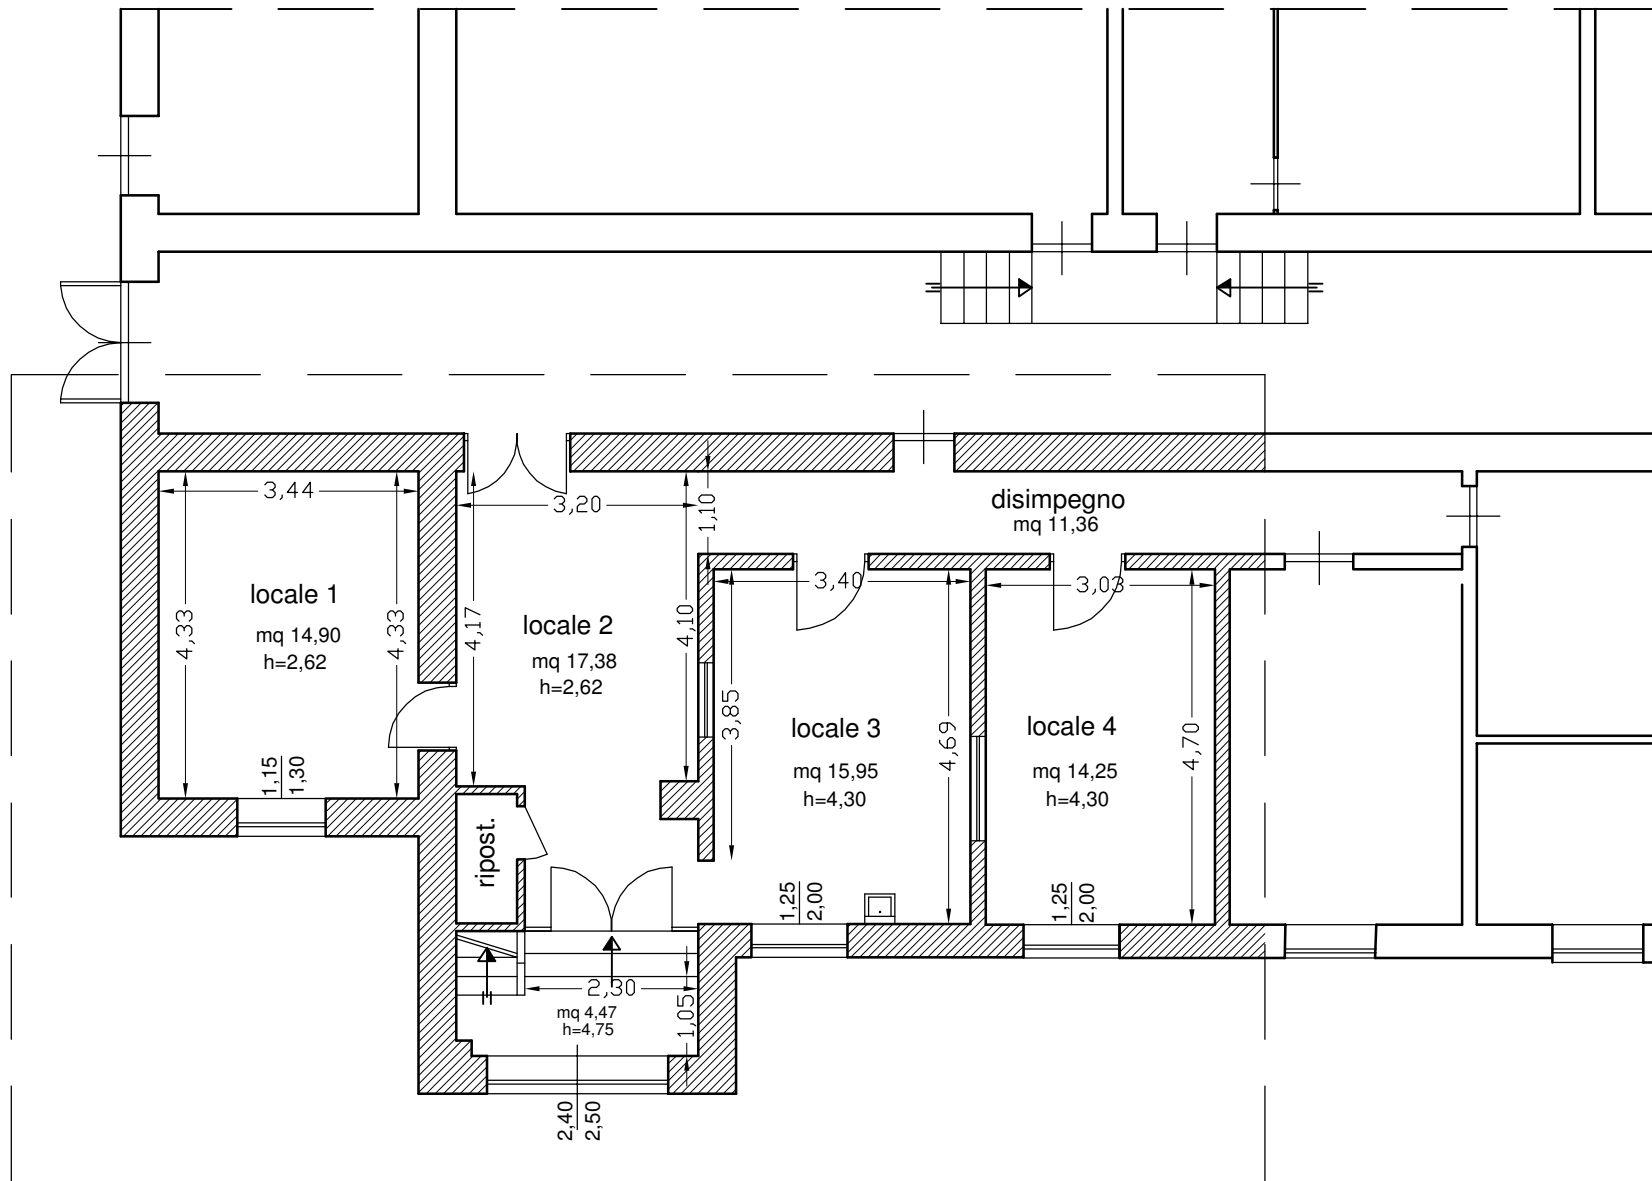 disimpegno
mq 11,36
3,44
3,20
1,10
locale 1
mq 14,90
h=2,62
4,33
4,33
1,15
1,30
locale 2
mq 17,38
h=2,62
4,17
4,10
3,40
3,85
4,69
locale 3
mq 15,95
h=4,30
1,25
2,00
3,03
locale 4
mq 14,25
h=4,30
4,70
1,25
2,00
ripost.
2,30
mq 4,47
h=4,75
1,05
2,40
2,50